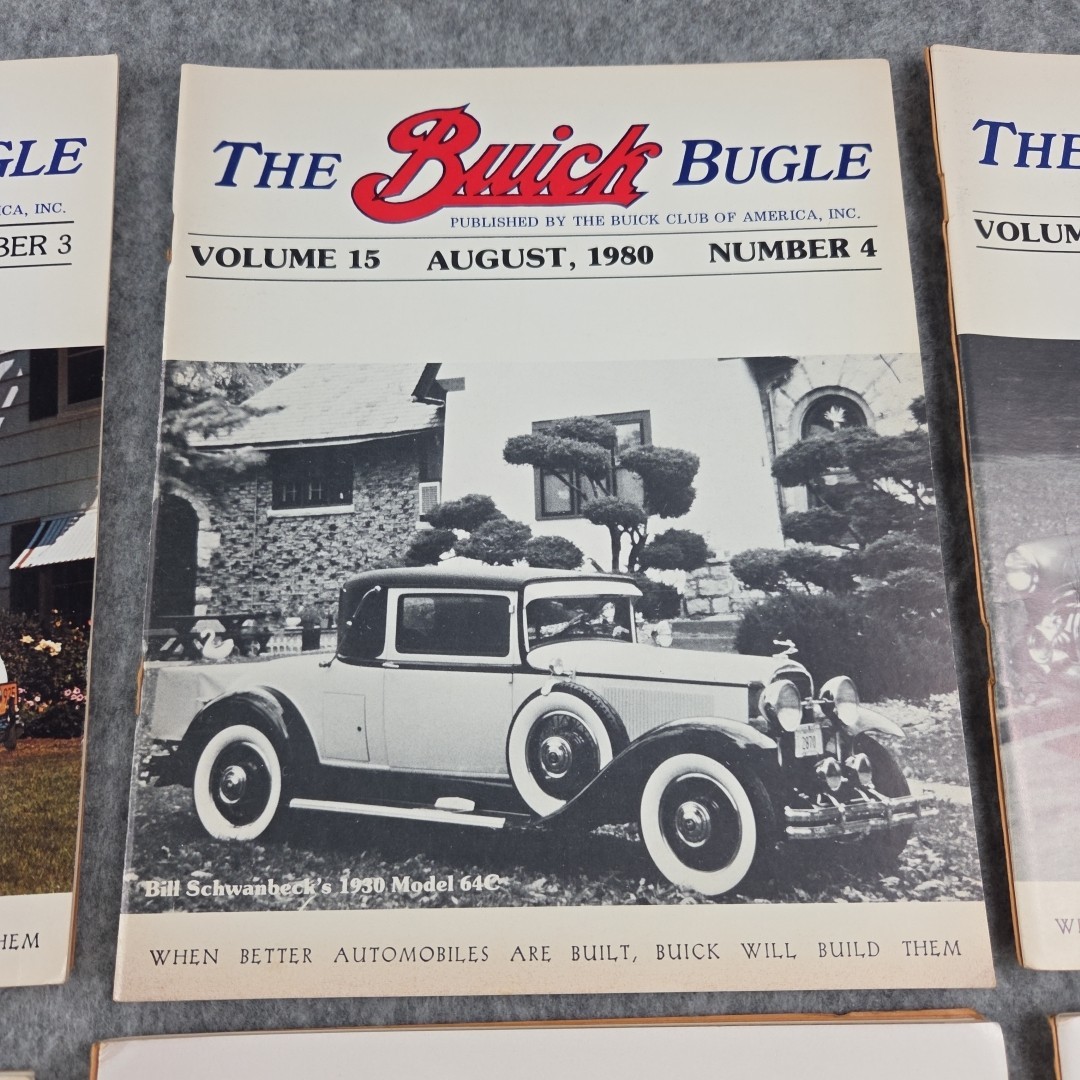 GLE
ICA, INC.
BER 3
HEM
THE Buick BUGLE
PUBLISHED BY THE BUICK CLUB OF AMERICA, INC.
VOLUME 15 AUGUST, 1980 NUMBER 4
2870
Bill Schwanbeck's 1930 Model 64C
WHEN BETTER AUTOMOBILES ARE BUILT, BUICK WILL BUILD THEM
THE
VOLUM